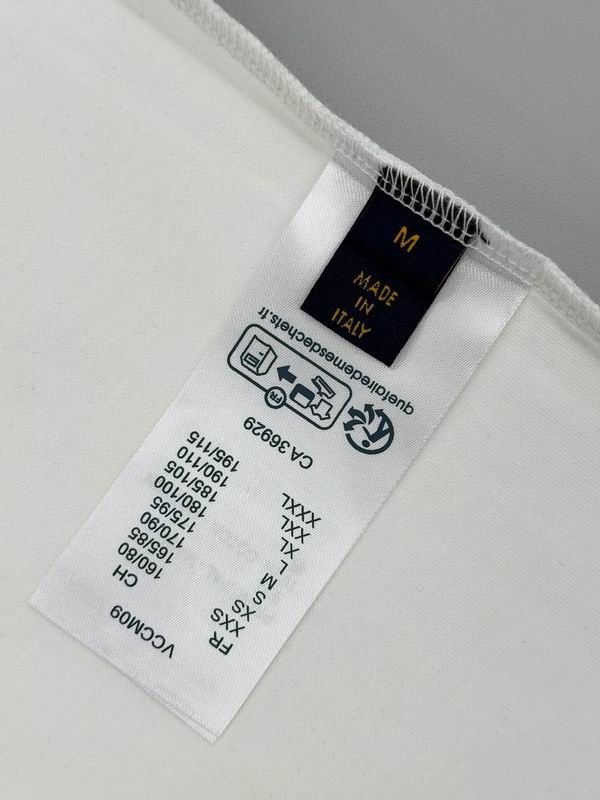 M
MADE
IN
ITALY
VCCM09
FR CH
XXS 160/80
XS 165/85
S 170/90
M 175/95
L 180/100
XL 185/105
XXL 190/110
XXXL 195/115
CA 36929
FR
quefairedemesdechets.fr